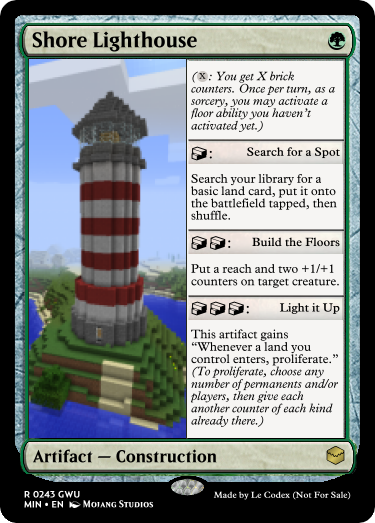 Shore Lighthouse
(X: You get X brick
counters. Once per turn, as a
sorcery, you may activate a
floor ability you haven't
activated yet.)
: Search for a Spot
Search your library for a
basic land card, put it onto
the battlefield tapped, then
shuffle.
: Build the Floors
Put a reach and two +1/+1
counters on target creature.
: Light it Up
This artifact gains
“Whenever a land you
control enters, proliferate.”
(To proliferate, choose any
number of permanents and/or
players, then give each
another counter of each kind
already there.)
Artifact — Construction
R 0243 GWU
MIN • EN Mojang Studios
Made by Le Codex (Not For Sale)